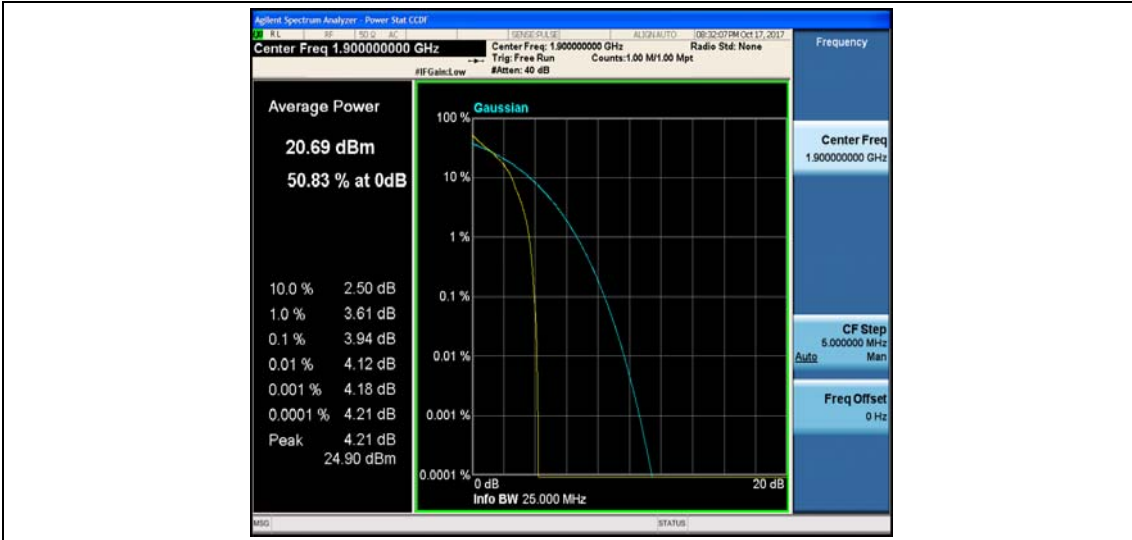 Agilent Spectrum Analyzer - Power Stat CCDF
RL RF 50 Ω AC SENSE:PULSE ALIGNAUTO 08:32:07PM Oct 17, 2017
Center Freq 1.900000000 GHz
Center Freq: 1.900000000 GHz Radio Std: None
Trig: Free Run Counts:1.00 M/1.00 Mpt
#IFGain:Low #Atten: 40 dB
Frequency
Average Power
20.69 dBm
50.83 % at 0dB
10.0 % 2.50 dB
1.0 % 3.61 dB
0.1 % 3.94 dB
0.01 % 4.12 dB
0.001 % 4.18 dB
0.0001 % 4.21 dB
Peak 4.21 dB
24.90 dBm
Gaussian
100 %
10 %
1 %
0.1 %
0.01 %
0.001 %
0.0001 %
0 dB 20 dB
Info BW 25.000 MHz
Center Freq
1.900000000 GHz
CF Step
5.000000 MHz
Auto Man
Freq Offset
0 Hz
MSG STATUS